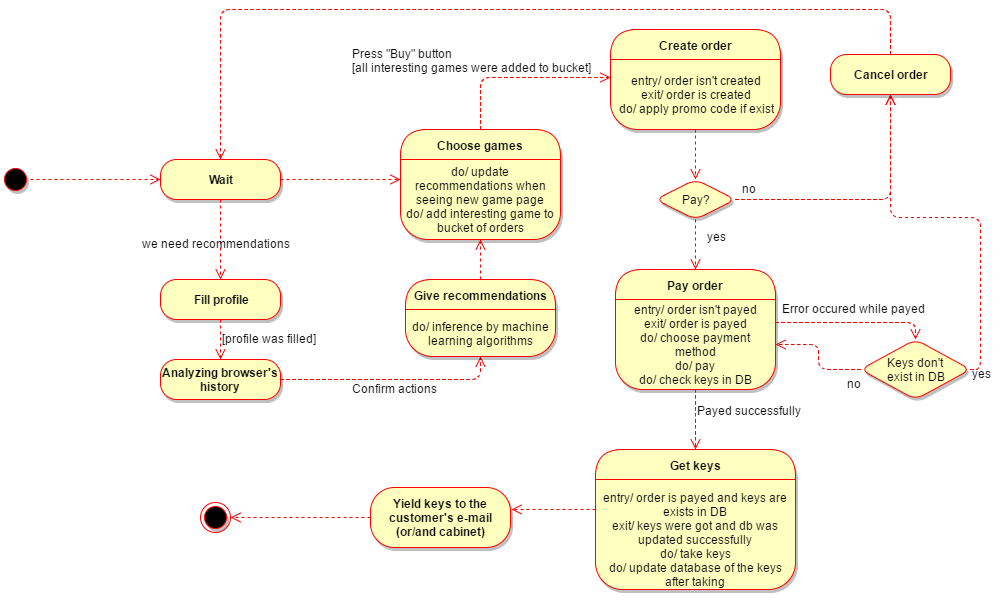 Press "Buy" button
[all interesting games were added to bucket]
Create order
entry/ order isn't created
exit/ order is created
do/ apply promo code if exist
Cancel order
Wait
Choose games
do/ update
recommendations when
seeing new game page
do/ add interesting game to
bucket of orders
Pay?
no
yes
we need recommendations
Fill profile
[profile was filled]
Analyzing browser's
history
Confirm actions
Give recommendations
do/ inference by machine
learning algorithms
Pay order
entry/ order isn't payed
exit/ order is payed
do/ choose payment
method
do/ pay
do/ check keys in DB
Error occured while payed
Keys don't
exist in DB
no
yes
Payed successfully
Get keys
entry/ order is payed and keys are
exists in DB
exit/ keys were got and db was
updated successfully
do/ take keys
do/ update database of the keys
after taking
Yield keys to the
customer's e-mail
(or/and cabinet)